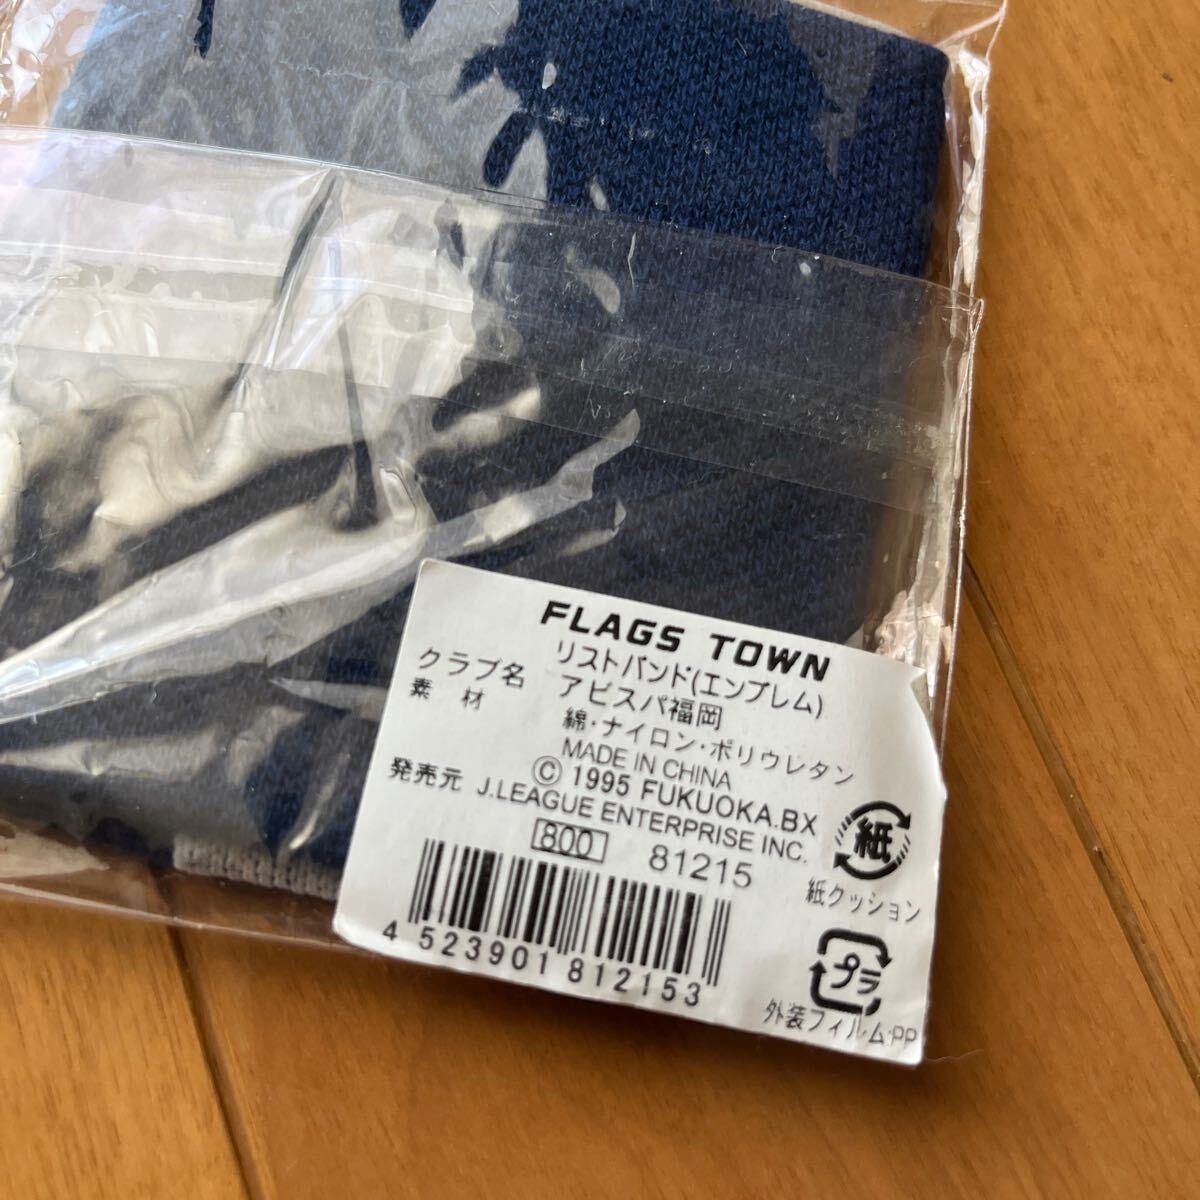 FLAGS TOWN
リストバンド(エンブレム)
クラブ名 アビスパ福岡
素材 綿・ナイロン・ポリウレタン
MADE IN CHINA
© 1995 FUKUOKA.BX
発売元 J.LEAGUE ENTERPRISE INC.
800 81215
4 523901 812153
紙
紙クッション
プラ
外装フィルム:PP